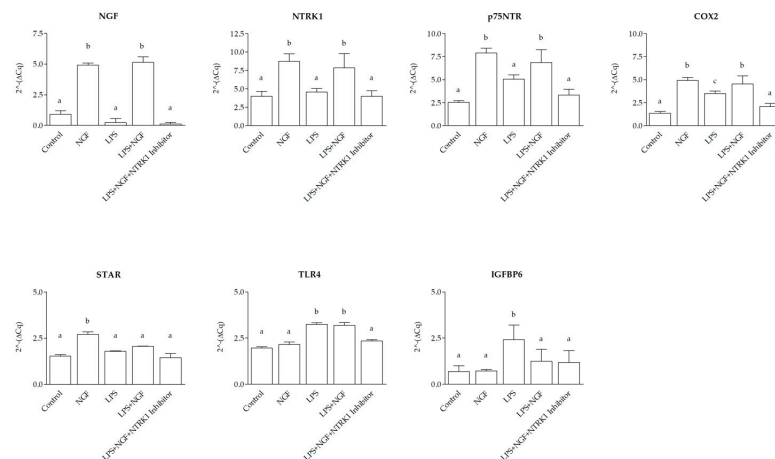 NGF
2^-(ΔCq)
7.5
5.0
2.5
0.0
a
b
a
b
a
Control
NGF
LPS
LPS+NGF
LPS+NGF+NTRK1 Inhibitor
NTRK1
2^-(ΔCq)
12.5
10.0
7.5
5.0
2.5
0.0
a
b
a
b
a
Control
NGF
LPS
LPS+NGF
LPS+NGF+NTRK1 Inhibitor
p75NTR
2^-(ΔCq)
10.0
7.5
5.0
2.5
0.0
a
b
a
b
a
Control
NGF
LPS
LPS+NGF
LPS+NGF+NTRK1 Inhibitor
COX2
2^-(ΔCq)
10.0
7.5
5.0
2.5
0.0
a
b
c
b
a
Control
NGF
LPS
LPS+NGF
LPS+NGF+NTRK1 Inhibitor
STAR
2^-(ΔCq)
5.0
2.5
0.0
a
b
a
a
a
Control
NGF
LPS
LPS+NGF
LPS+NGF+NTRK1 Inhibitor
TLR4
2^-(ΔCq)
5.0
2.5
0.0
a
a
b
b
a
Control
NGF
LPS
LPS+NGF
LPS+NGF+NTRK1 Inhibitor
IGFBP6
2^-(ΔCq)
5.0
2.5
0.0
a
a
b
a
a
Control
NGF
LPS
LPS+NGF
LPS+NGF+NTRK1 Inhibitor